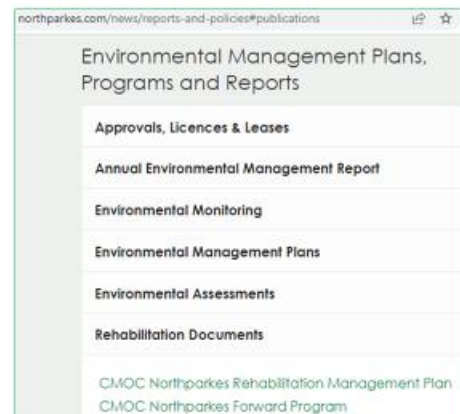 northparkes.com/news/reports-and-policies#publications
Environmental Management Plans,
Programs and Reports
Approvals, Licences & Leases
Annual Environmental Management Report
Environmental Monitoring
Environmental Management Plans
Environmental Assessments
Rehabilitation Documents
CMOC Northparkes Rehabilitation Management Plan
CMOC Northparkes Forward Program